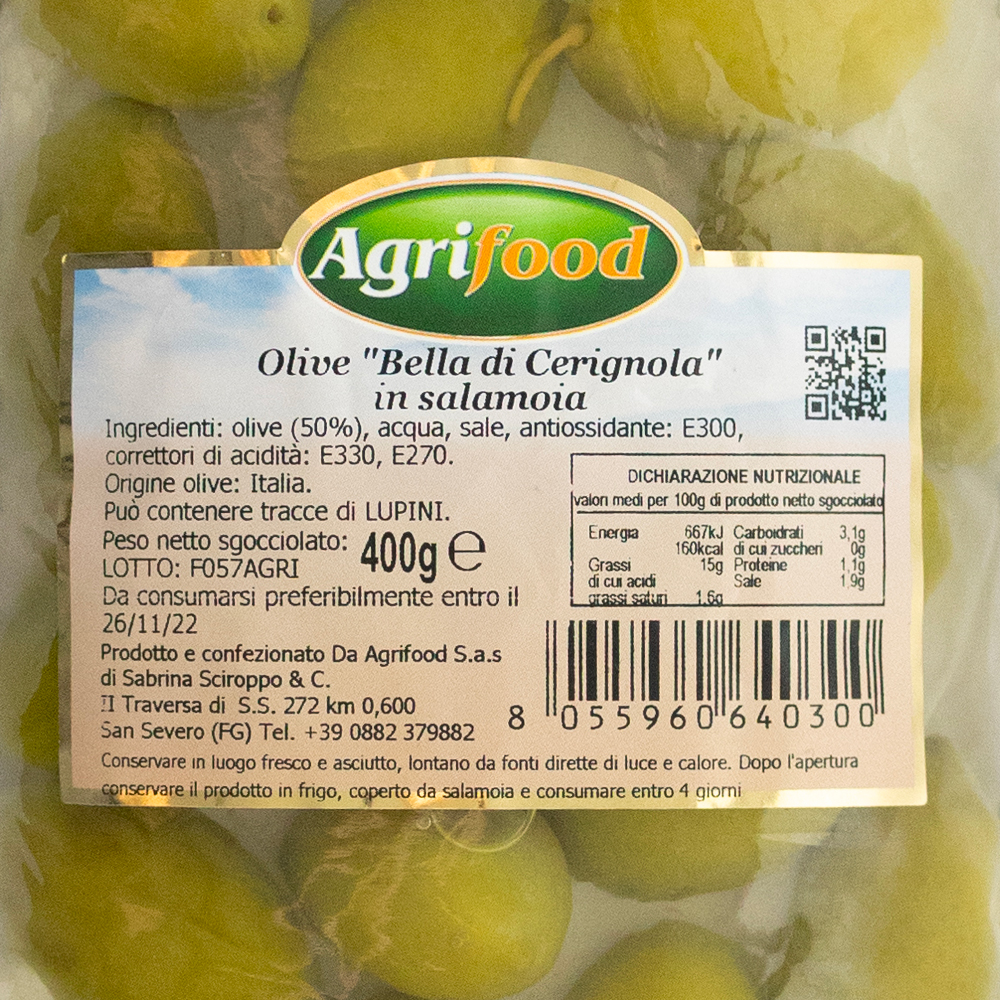 Agrifood
Olive "Bella di Cerignola"
in salamoia
Ingredienti: olive (50%), acqua, sale, antiossidante: E300,
correttori di acidità: E330, E270.
Origine olive: Italia.
Può contenere tracce di LUPINI.
Peso netto sgocciolato: 400g ℮
LOTTO: F057AGRI
Da consumarsi preferibilmente entro il
26/11/22
Prodotto e confezionato Da Agrifood S.a.s
di Sabrina Sciroppo & C.
II Traversa di S.S. 272 km 0,600
San Severo (FG) Tel. +39 0882 379882
DICHIARAZIONE NUTRIZIONALE
valori medi per 100g di prodotto netto sgocciolato
Energia 667kJ Carboidrati 3,1g
160kcal di cui zuccheri 0g
Grassi 15g Proteine 1,1g
di cui acidi Sale 1,9g
grassi saturi 1,6g
8 055960 640300
Conservare in luogo fresco e asciutto, lontano da fonti dirette di luce e calore. Dopo l'apertura
conservare il prodotto in frigo, coperto da salamoia e consumare entro 4 giorni